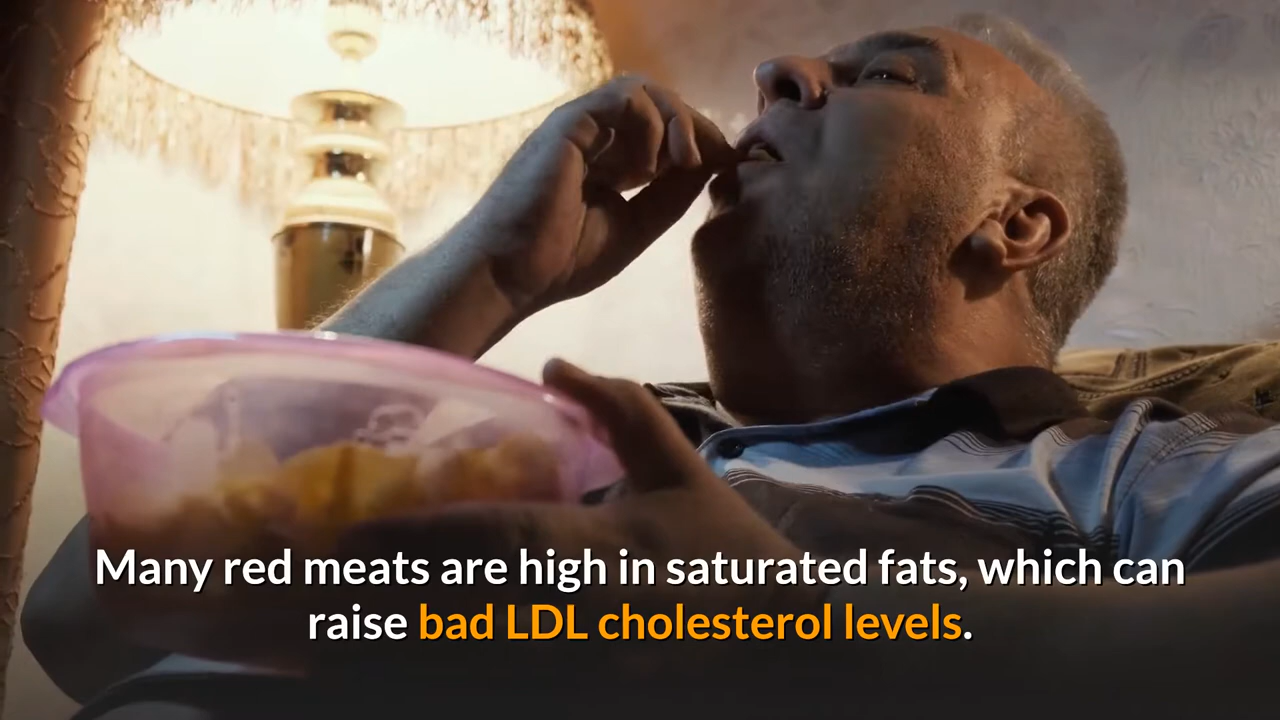 Many red meats are high in saturated fats, which can
raise bad LDL cholesterol levels.